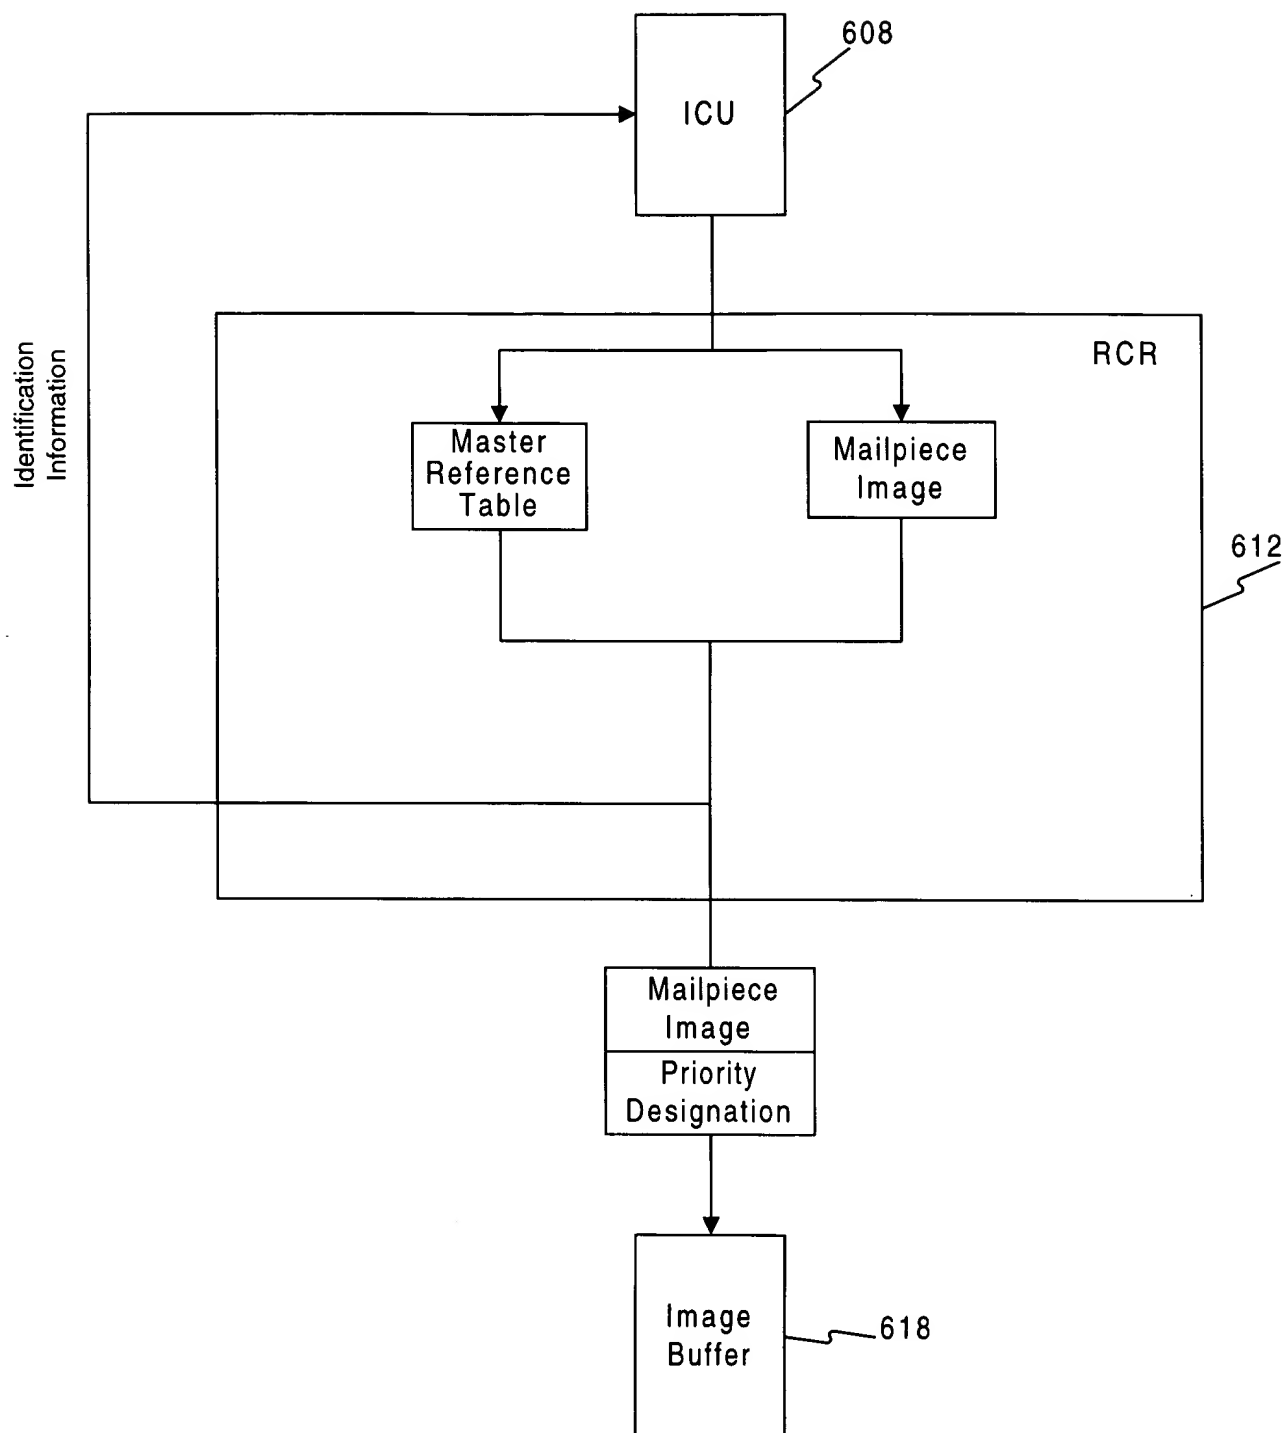 608
ICU
RCR
Identification
Information
Master
Reference
Table
Mailpiece
Image
612
Mailpiece
Image
Priority
Designation
Image
Buffer
618